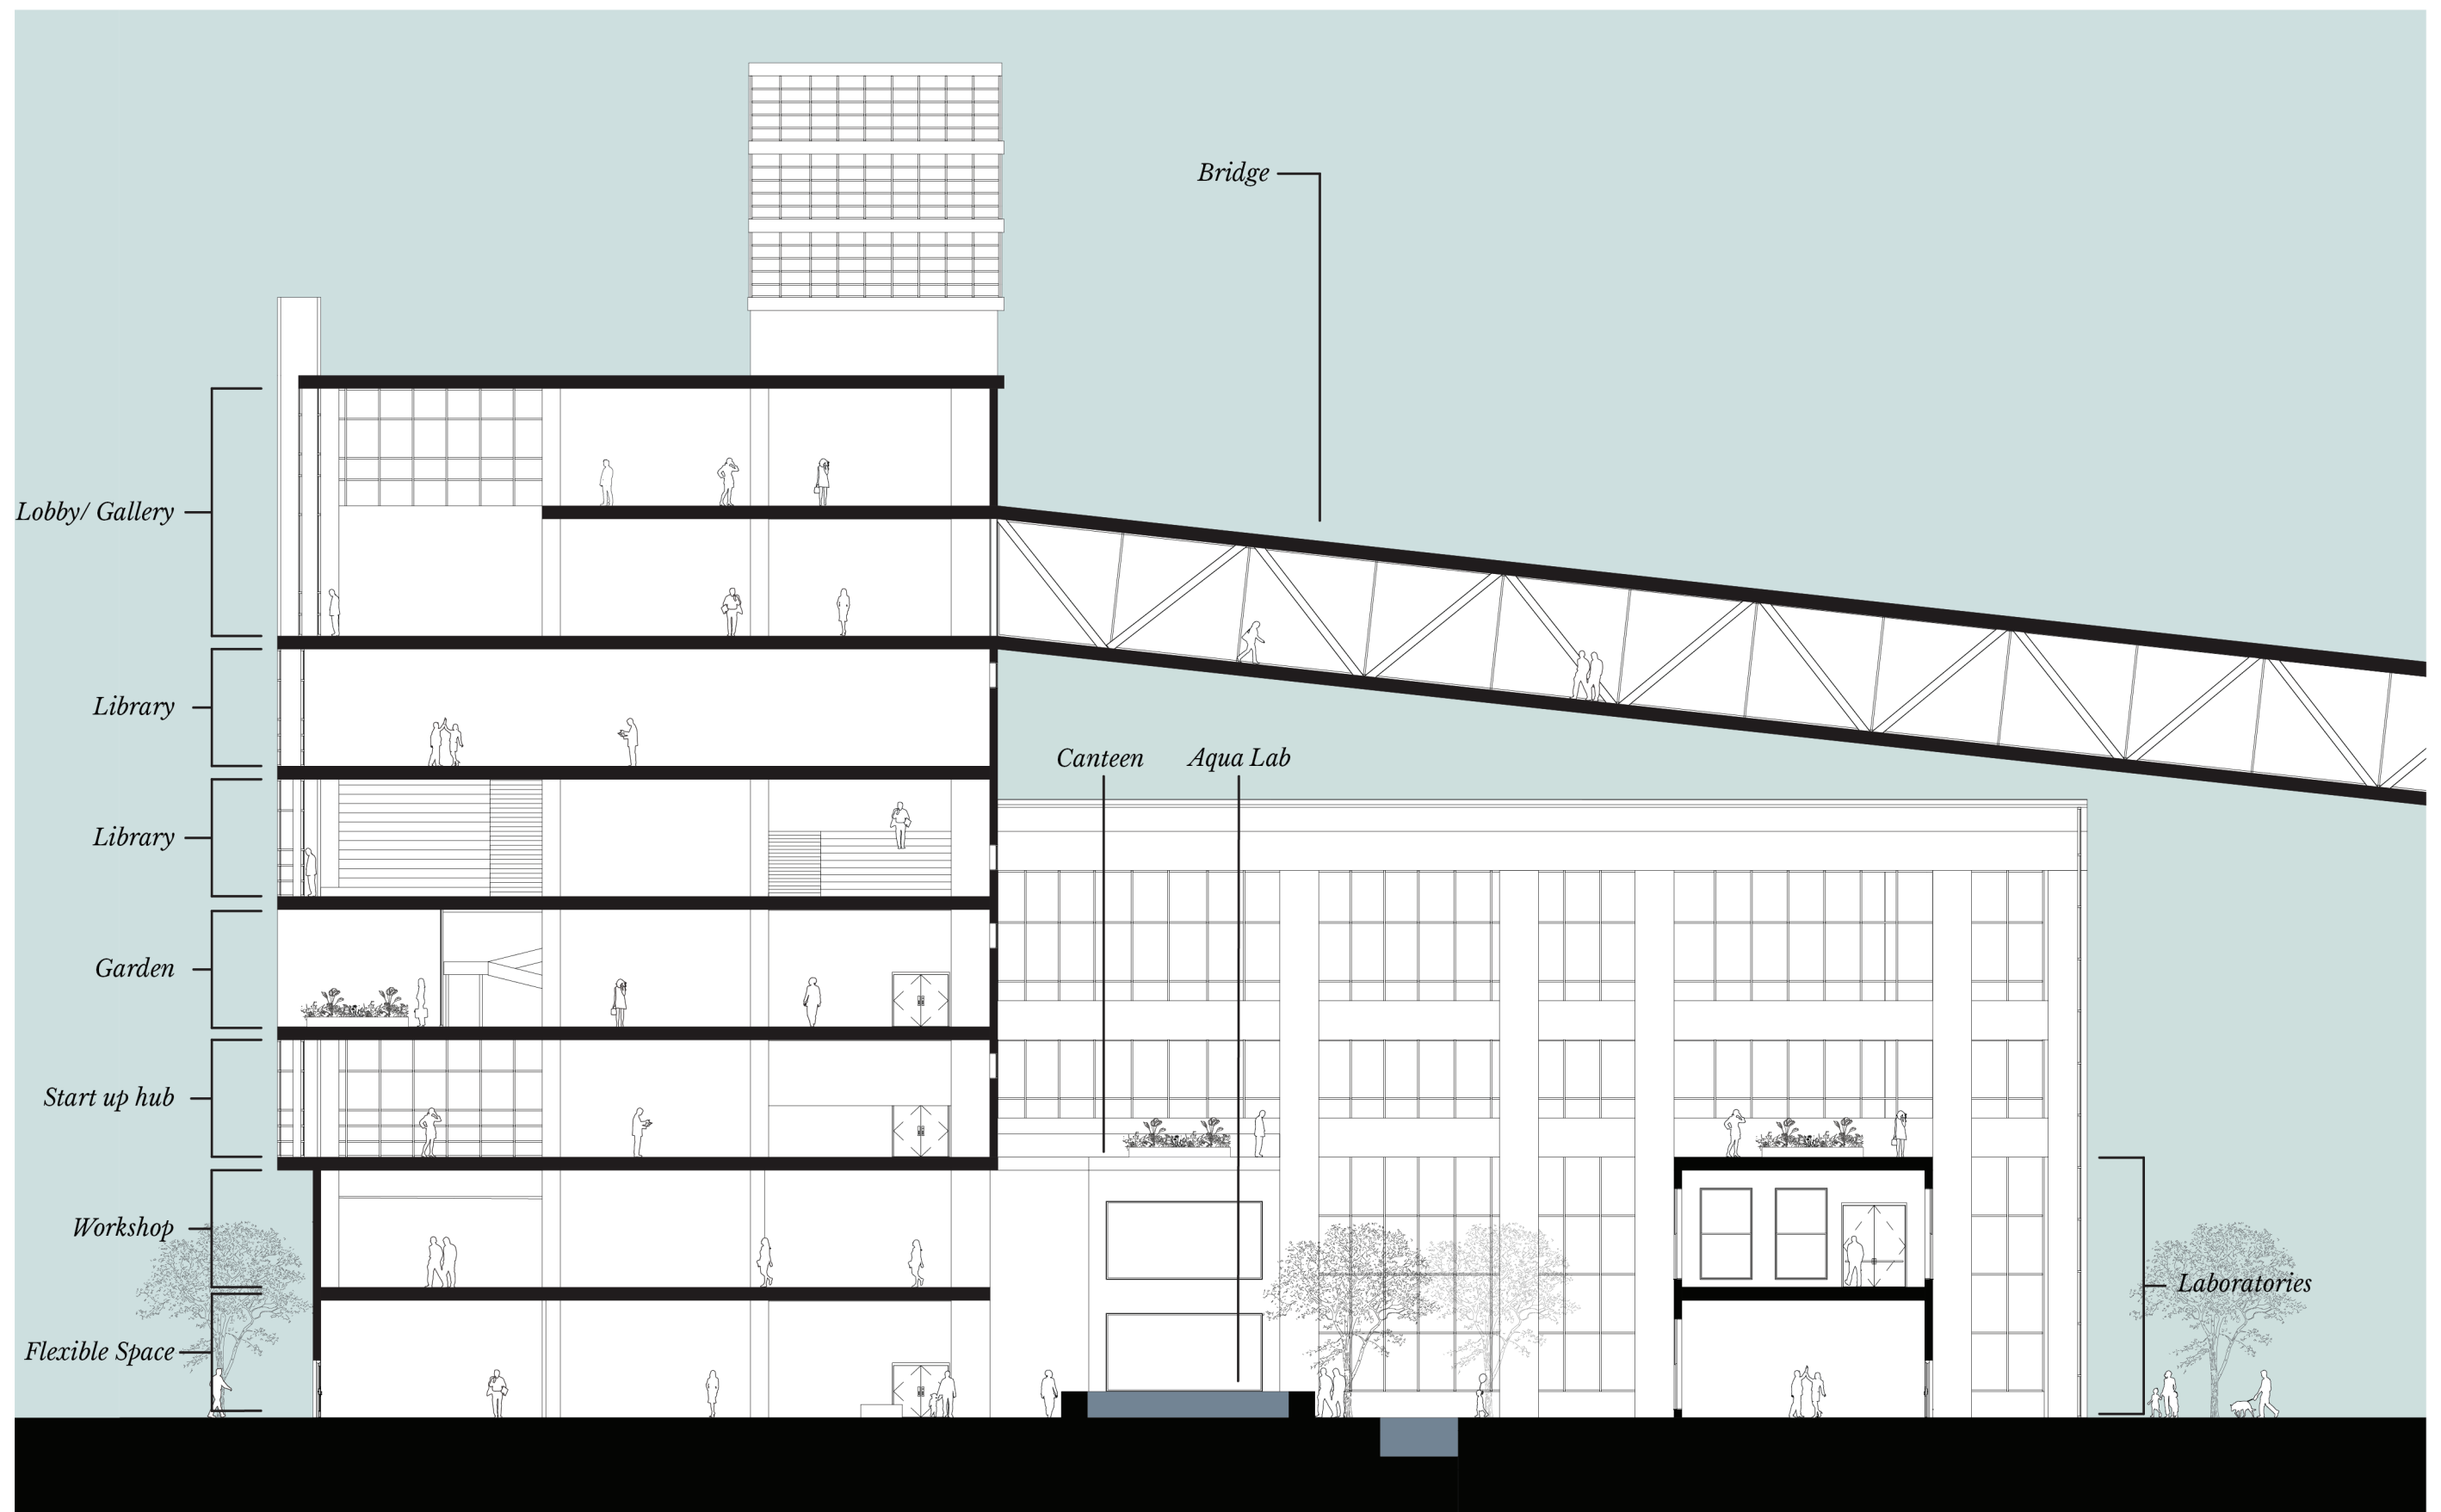 Bridge
Lobby/ Gallery
Library
Canteen
Aqua Lab
Library
Garden
Start up hub
Workshop
Laboratories
Flexible Space